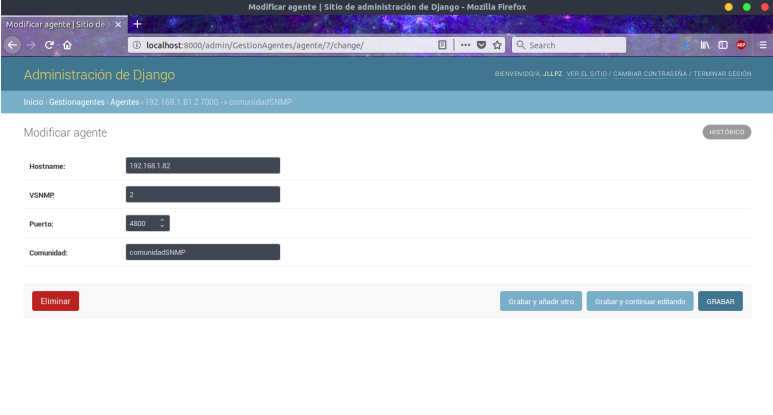 Modificar agente | Sitio de administración de Django - Mozilla Firefox
Modificar agente | Sitio de
localhost:8000/admin/GestionAgentes/agente/7/change/
Search
ABP
Administración de Django
BIENVENIDO/A, JLLPZ. VER EL SITIO / CAMBIAR CONTRASEÑA / TERMINAR SESIÓN
Inicio › Gestionagentes › Agentes › 192.168.1.81 2 7000 -> comunidadSNMP
Modificar agente
HISTÓRICO
Hostname:
192.168.1.82
VSNMP:
2
Puerto:
4800
Comunidad:
comunidadSNMP
Eliminar
Grabar y añadir otro
Grabar y continuar editando
GRABAR